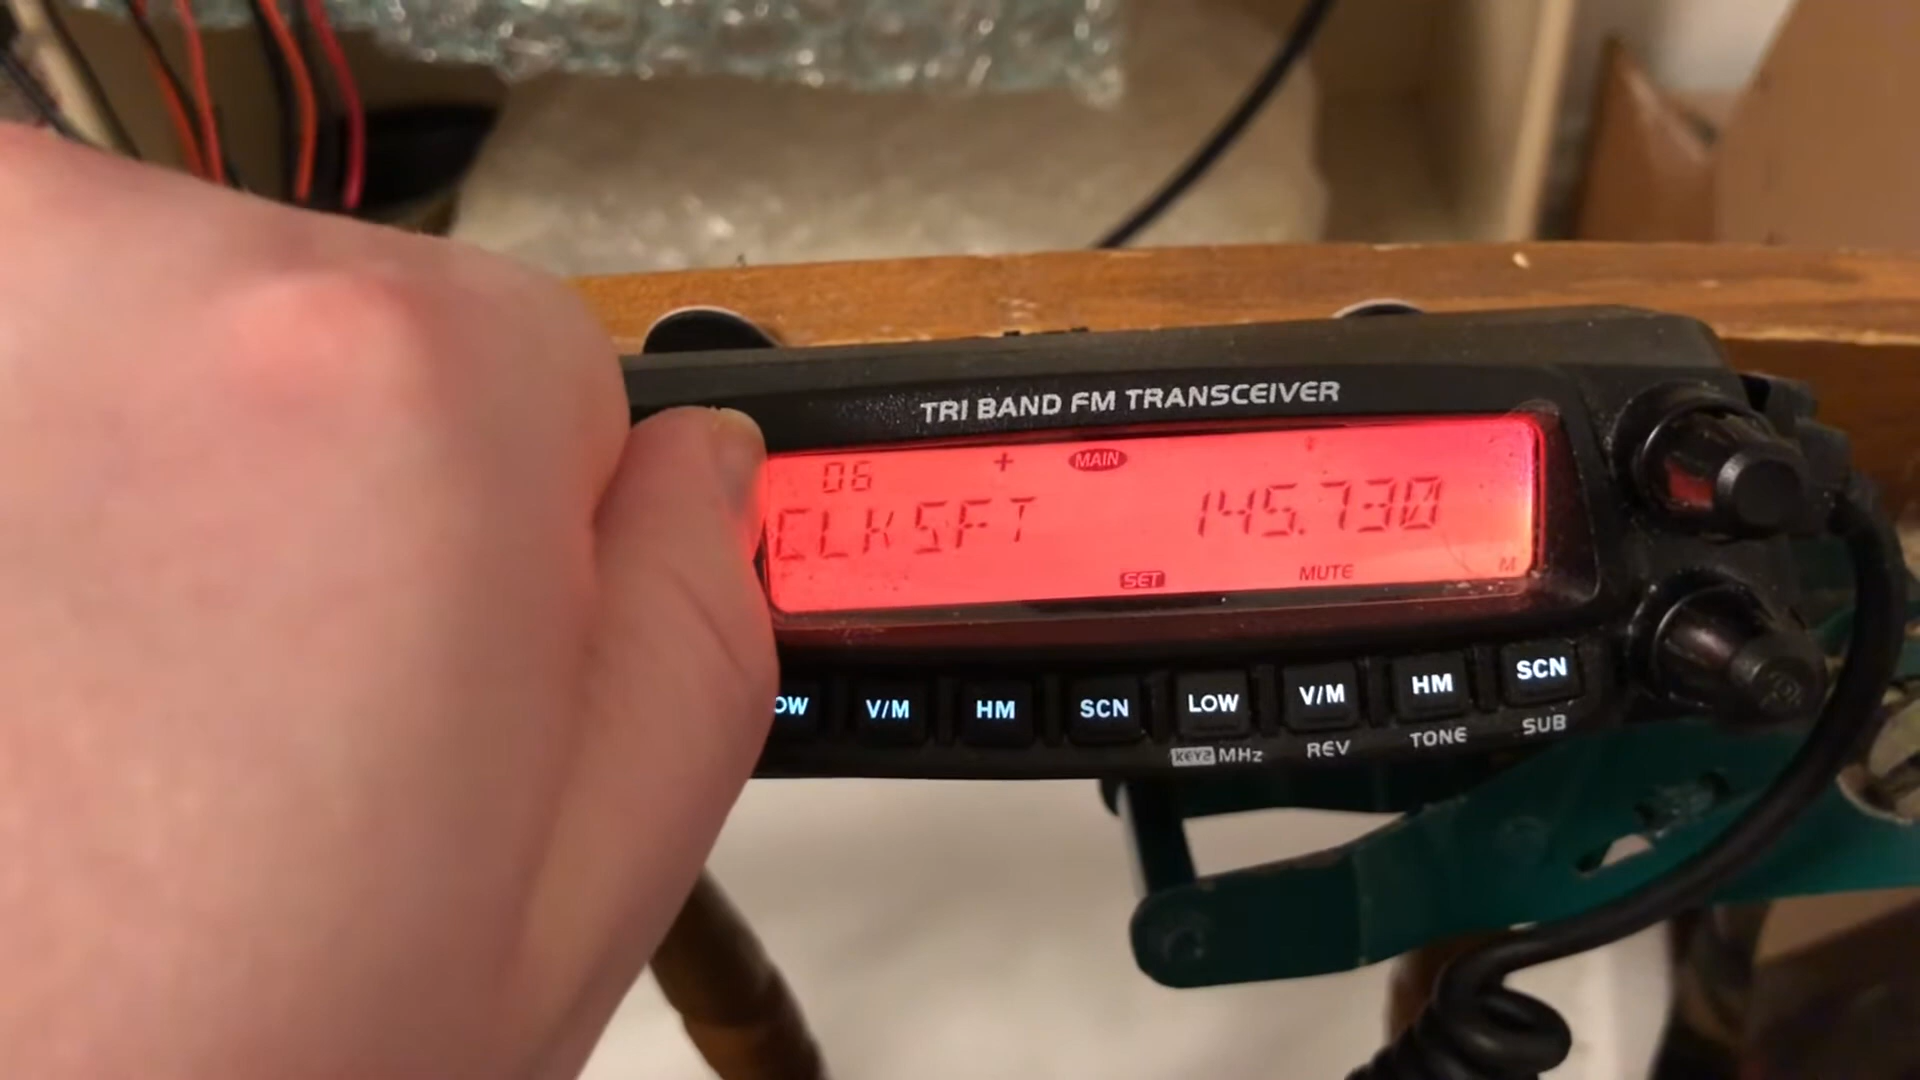 TRI BAND FM TRANSCEIVER
06 + MAIN
CLKSFT 145.730
SET MUTE M
OW V/M HM SCN LOW V/M HM SCN
KEY2 MHz REV TONE SUB